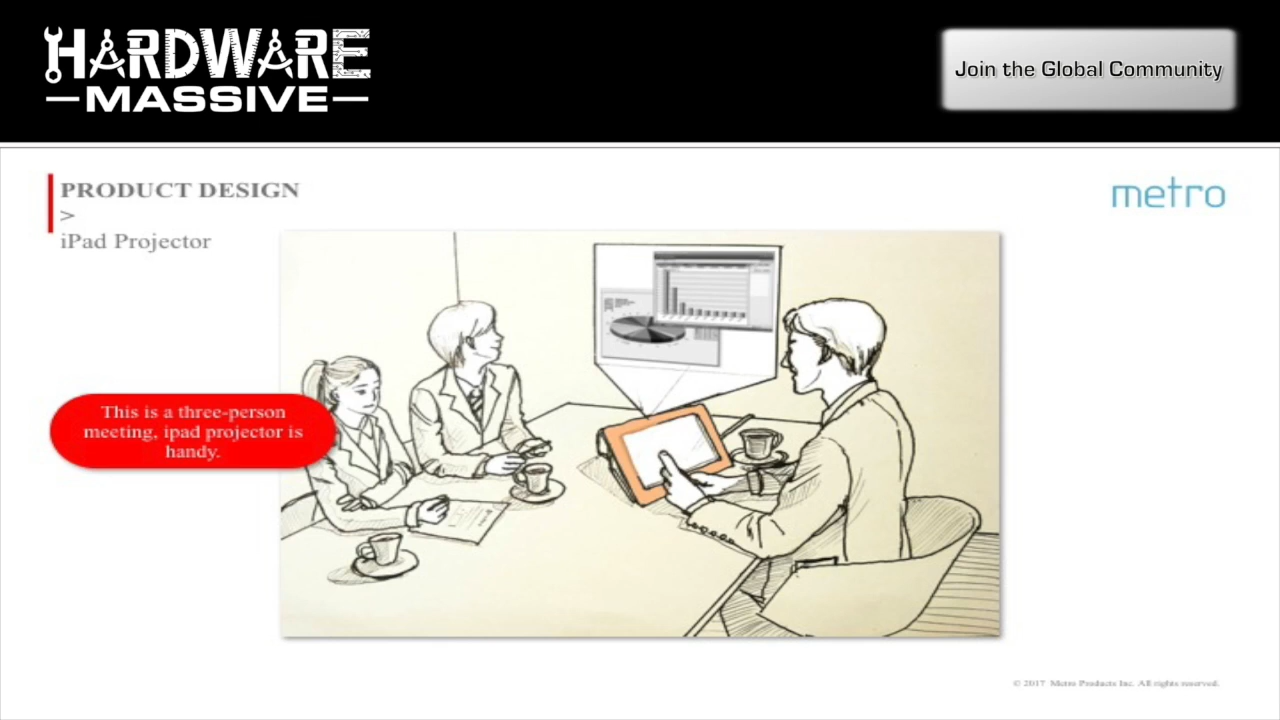 HARDWARE
MASSIVE
Join the Global Community
PRODUCT DESIGN
>
iPad Projector
metro
This is a three-person
meeting, ipad projector is
handy.
© 2017 Metro Products Inc. All rights reserved.